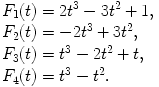 F₁(t) = 2t³ − 3t² + 1,
F₂(t) = −2t³ + 3t²,
F₃(t) = t³ − 2t² + t,
F₄(t) = t³ − t².